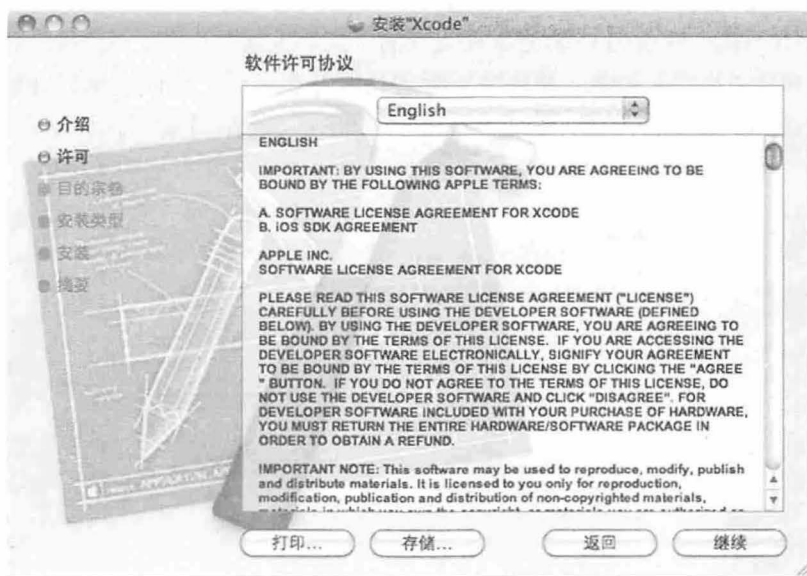 安装"Xcode"
软件许可协议
English
介绍
许可
目的宗卷
安装类型
安装
摘要
ENGLISH
IMPORTANT: BY USING THIS SOFTWARE, YOU ARE AGREEING TO BE
BOUND BY THE FOLLOWING APPLE TERMS:
A. SOFTWARE LICENSE AGREEMENT FOR XCODE
B. iOS SDK AGREEMENT
APPLE INC.
SOFTWARE LICENSE AGREEMENT FOR XCODE
PLEASE READ THIS SOFTWARE LICENSE AGREEMENT ("LICENSE")
CAREFULLY BEFORE USING THE DEVELOPER SOFTWARE (DEFINED
BELOW). BY USING THE DEVELOPER SOFTWARE, YOU ARE AGREEING TO
BE BOUND BY THE TERMS OF THIS LICENSE. IF YOU ARE ACCESSING THE
DEVELOPER SOFTWARE ELECTRONICALLY, SIGNIFY YOUR AGREEMENT
TO BE BOUND BY THE TERMS OF THIS LICENSE BY CLICKING THE "AGREE
" BUTTON. IF YOU DO NOT AGREE TO THE TERMS OF THIS LICENSE, DO
NOT USE THE DEVELOPER SOFTWARE AND CLICK "DISAGREE". FOR
DEVELOPER SOFTWARE INCLUDED WITH YOUR PURCHASE OF HARDWARE,
YOU MUST RETURN THE ENTIRE HARDWARE/SOFTWARE PACKAGE IN
ORDER TO OBTAIN A REFUND.
IMPORTANT NOTE: This software may be used to reproduce, modify, publish
and distribute materials. It is licensed to you only for reproduction,
modification, publication and distribution of non-copyrighted materials,
打印...
存储...
返回
继续